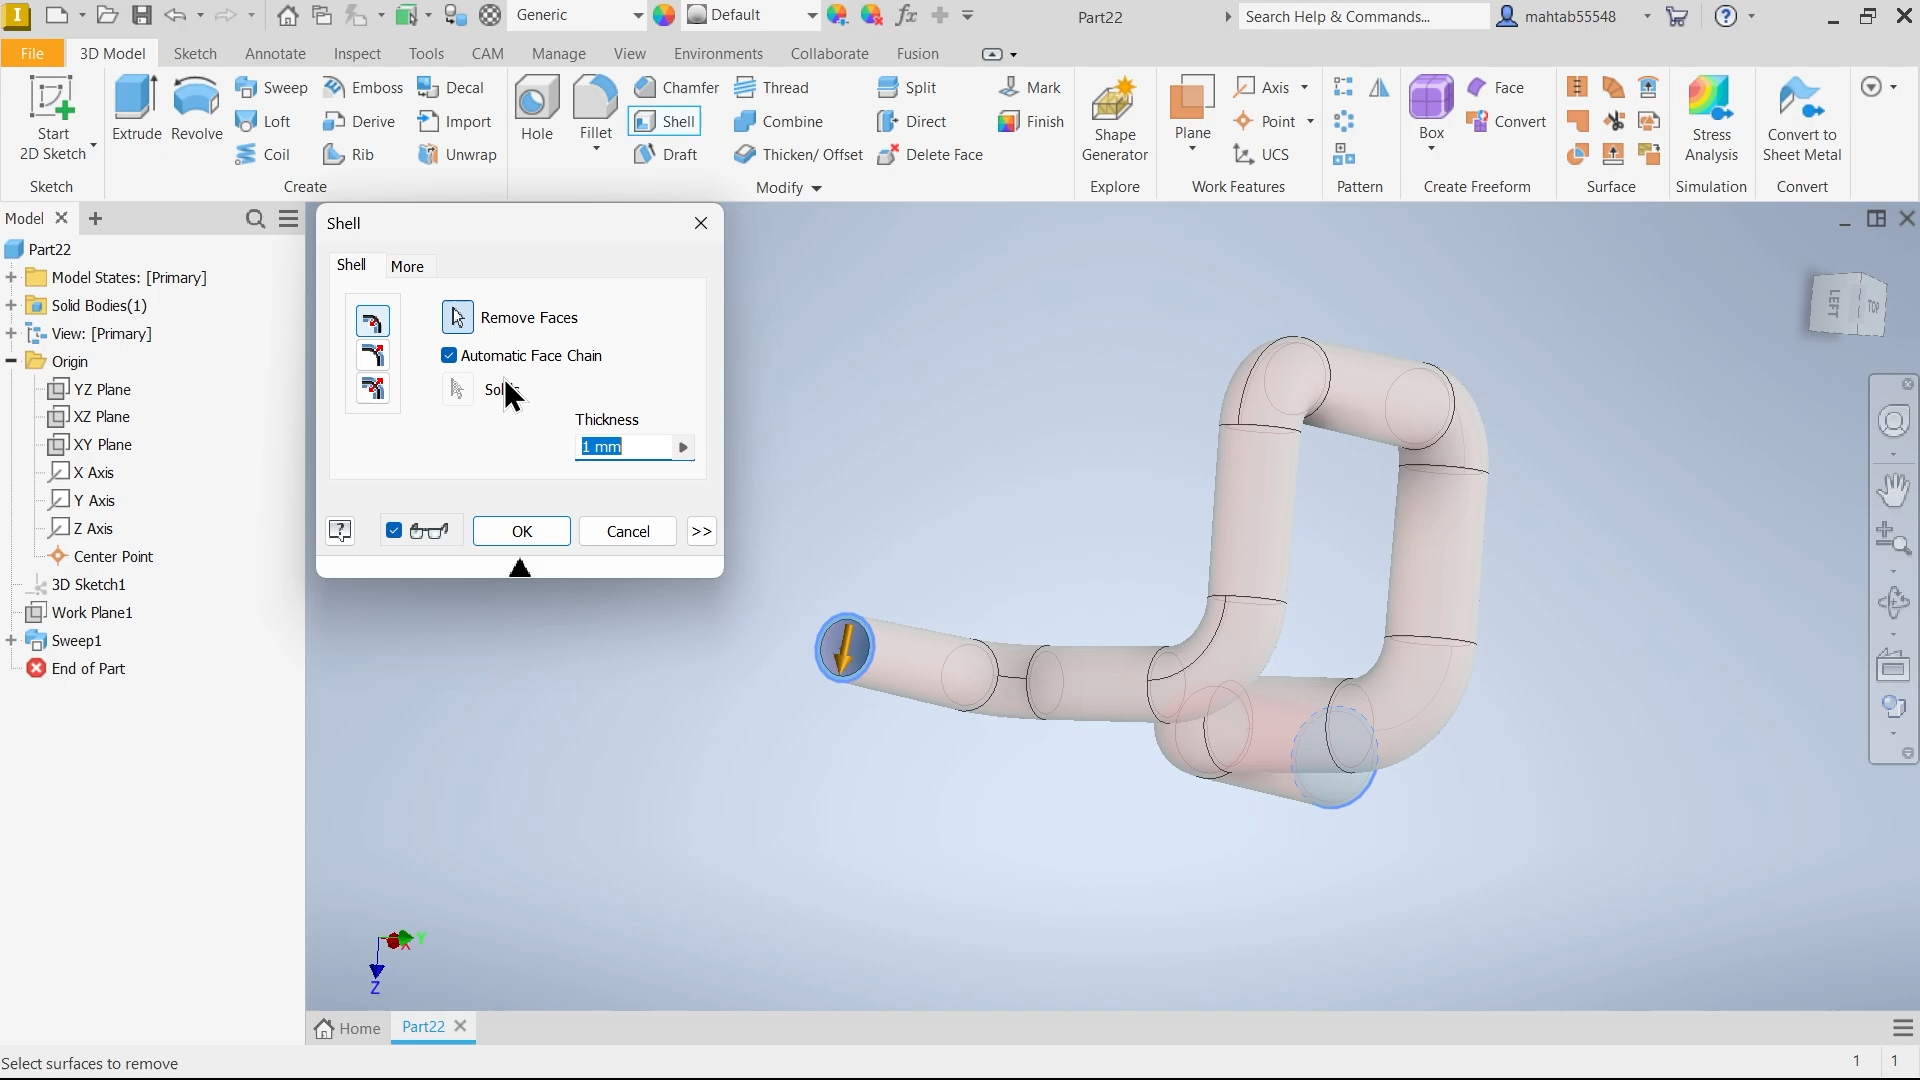 I
Generic
Default
fx
Part22
Search Help & Commands...
mahtab55548
File
3D Model
Sketch
Annotate
Inspect
Tools
CAM
Manage
View
Environments
Collaborate
Fusion
Start
2D Sketch
Sketch
Extrude
Revolve
Sweep
Loft
Coil
Emboss
Derive
Rib
Decal
Import
Unwrap
Create
Hole
Fillet
Chamfer
Shell
Draft
Thread
Combine
Thicken/ Offset
Split
Direct
Delete Face
Mark
Finish
Modify
Shape
Generator
Explore
Plane
Axis
Point
UCS
Work Features
Pattern
Box
Face
Convert
Create Freeform
Surface
Stress
Analysis
Simulation
Convert to
Sheet Metal
Convert
Model
Part22
Model States: [Primary]
Solid Bodies(1)
View: [Primary]
Origin
YZ Plane
XZ Plane
XY Plane
X Axis
Y Axis
Z Axis
Center Point
3D Sketch1
Work Plane1
Sweep1
End of Part
Shell
Shell
More
Remove Faces
Automatic Face Chain
Thickness
1 mm
?
OK
Cancel
>>
LEFT
TOP
Y
X
Z
Home
Part22
Select surfaces to remove
1
1